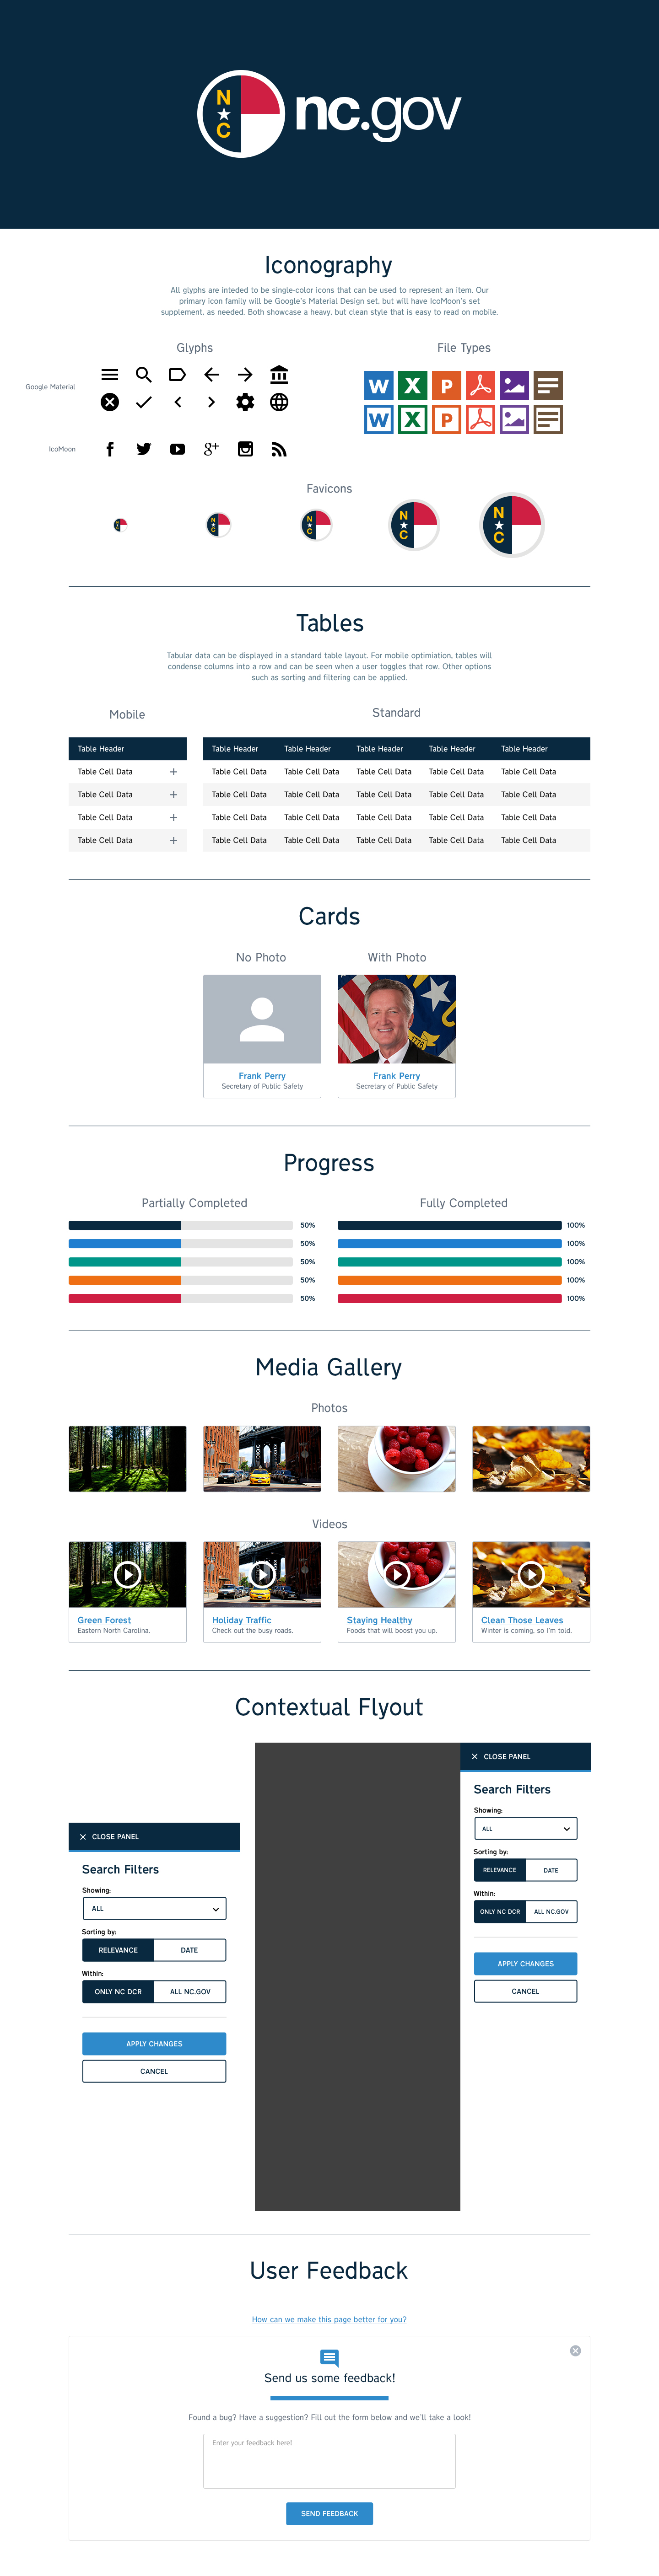 N
C
nc.gov
Iconography
All glyphs are inteded to be single-color icons that can be used to represent an item. Our
primary icon family will be Google's Material Design set, but will have IcoMoon's set
supplement, as needed. Both showcase a heavy, but clean style that is easy to read on mobile.
Glyphs
File Types
Google Material
W X P
W X P
IcoMoon
f g+
Favicons
N
C
N
C
N
C
N
C
Tables
Tabular data can be displayed in a standard table layout. For mobile optimiation, tables will
condense columns into a row and can be seen when a user toggles that row. Other options
such as sorting and filtering can be applied.
Mobile
Standard
Table Header
Table Cell Data +
Table Cell Data +
Table Cell Data +
Table Cell Data +
Table Header Table Header Table Header Table Header Table Header
Table Cell Data Table Cell Data Table Cell Data Table Cell Data Table Cell Data
Table Cell Data Table Cell Data Table Cell Data Table Cell Data Table Cell Data
Table Cell Data Table Cell Data Table Cell Data Table Cell Data Table Cell Data
Table Cell Data Table Cell Data Table Cell Data Table Cell Data Table Cell Data
Cards
No Photo
With Photo
Frank Perry
Secretary of Public Safety
Frank Perry
Secretary of Public Safety
Progress
Partially Completed
50%
50%
50%
50%
50%
Fully Completed
100%
100%
100%
100%
100%
Media Gallery
Photos
Videos
Green Forest
Eastern North Carolina.
Holiday Traffic
Check out the busy roads.
Staying Healthy
Foods that will boost you up.
Clean Those Leaves
Winter is coming, so I'm told.
Contextual Flyout
CLOSE PANEL
Search Filters
Showing:
ALL
Sorting by:
RELEVANCE DATE
Within:
ONLY NC DCR ALL NC.GOV
APPLY CHANGES
CANCEL
CLOSE PANEL
Search Filters
Showing:
ALL
Sorting by:
RELEVANCE DATE
Within:
ONLY NC DCR ALL NC.GOV
APPLY CHANGES
CANCEL
User Feedback
How can we make this page better for you?
Send us some feedback!
Found a bug? Have a suggestion? Fill out the form below and we'll take a look!
Enter your feedback here!
SEND FEEDBACK